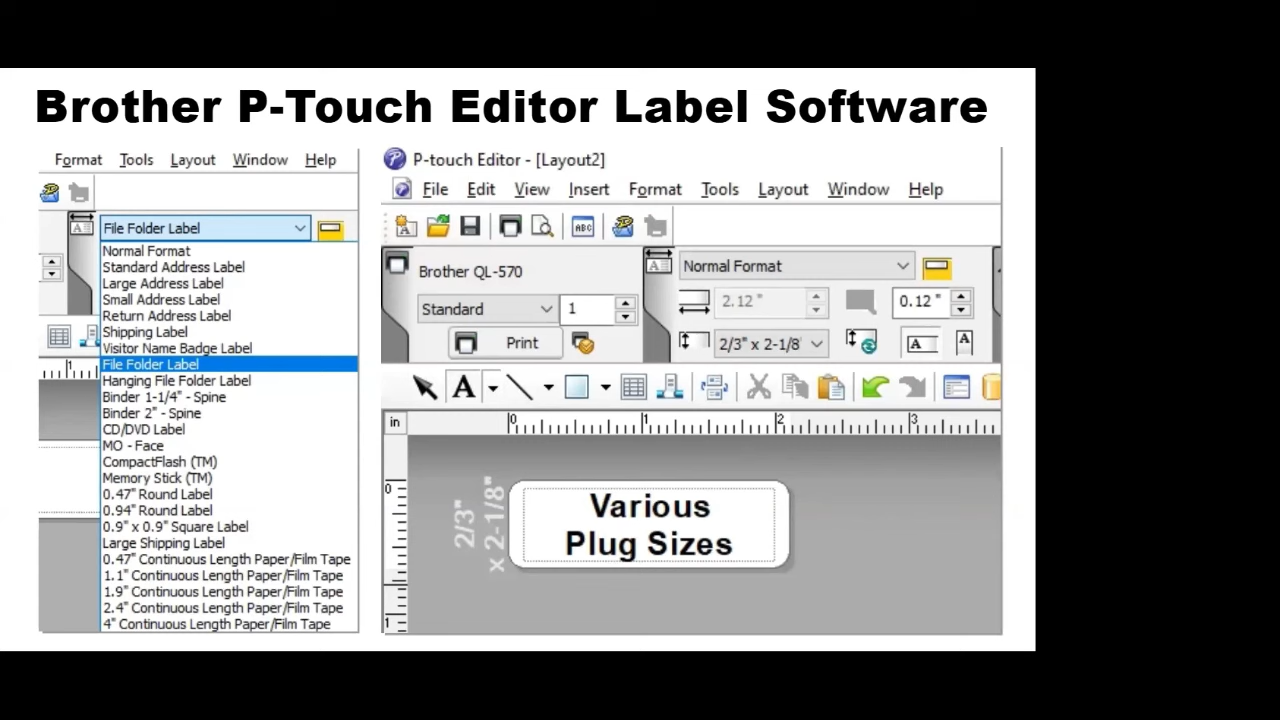 Brother P-Touch Editor Label Software
Format Tools Layout Window Help
File Folder Label
Normal Format
Standard Address Label
Large Address Label
Small Address Label
Return Address Label
Shipping Label
Visitor Name Badge Label
File Folder Label
Hanging File Folder Label
Binder 1-1/4" - Spine
Binder 2" - Spine
CD/DVD Label
MO - Face
CompactFlash (TM)
Memory Stick (TM)
0.47" Round Label
0.94" Round Label
0.9" x 0.9" Square Label
Large Shipping Label
0.47" Continuous Length Paper/Film Tape
1.1" Continuous Length Paper/Film Tape
1.9" Continuous Length Paper/Film Tape
2.4" Continuous Length Paper/Film Tape
4" Continuous Length Paper/Film Tape
1
P-touch Editor - [Layout2]
File Edit View Insert Format Tools Layout Window Help
ABC
Brother QL-570
Normal Format
Standard 1
2.12 " 0.12 "
Print
2/3" x 2-1/8"
A A
A
in 0 1 2 3
0
1
2/3"
x 2-1/8"
Various
Plug Sizes